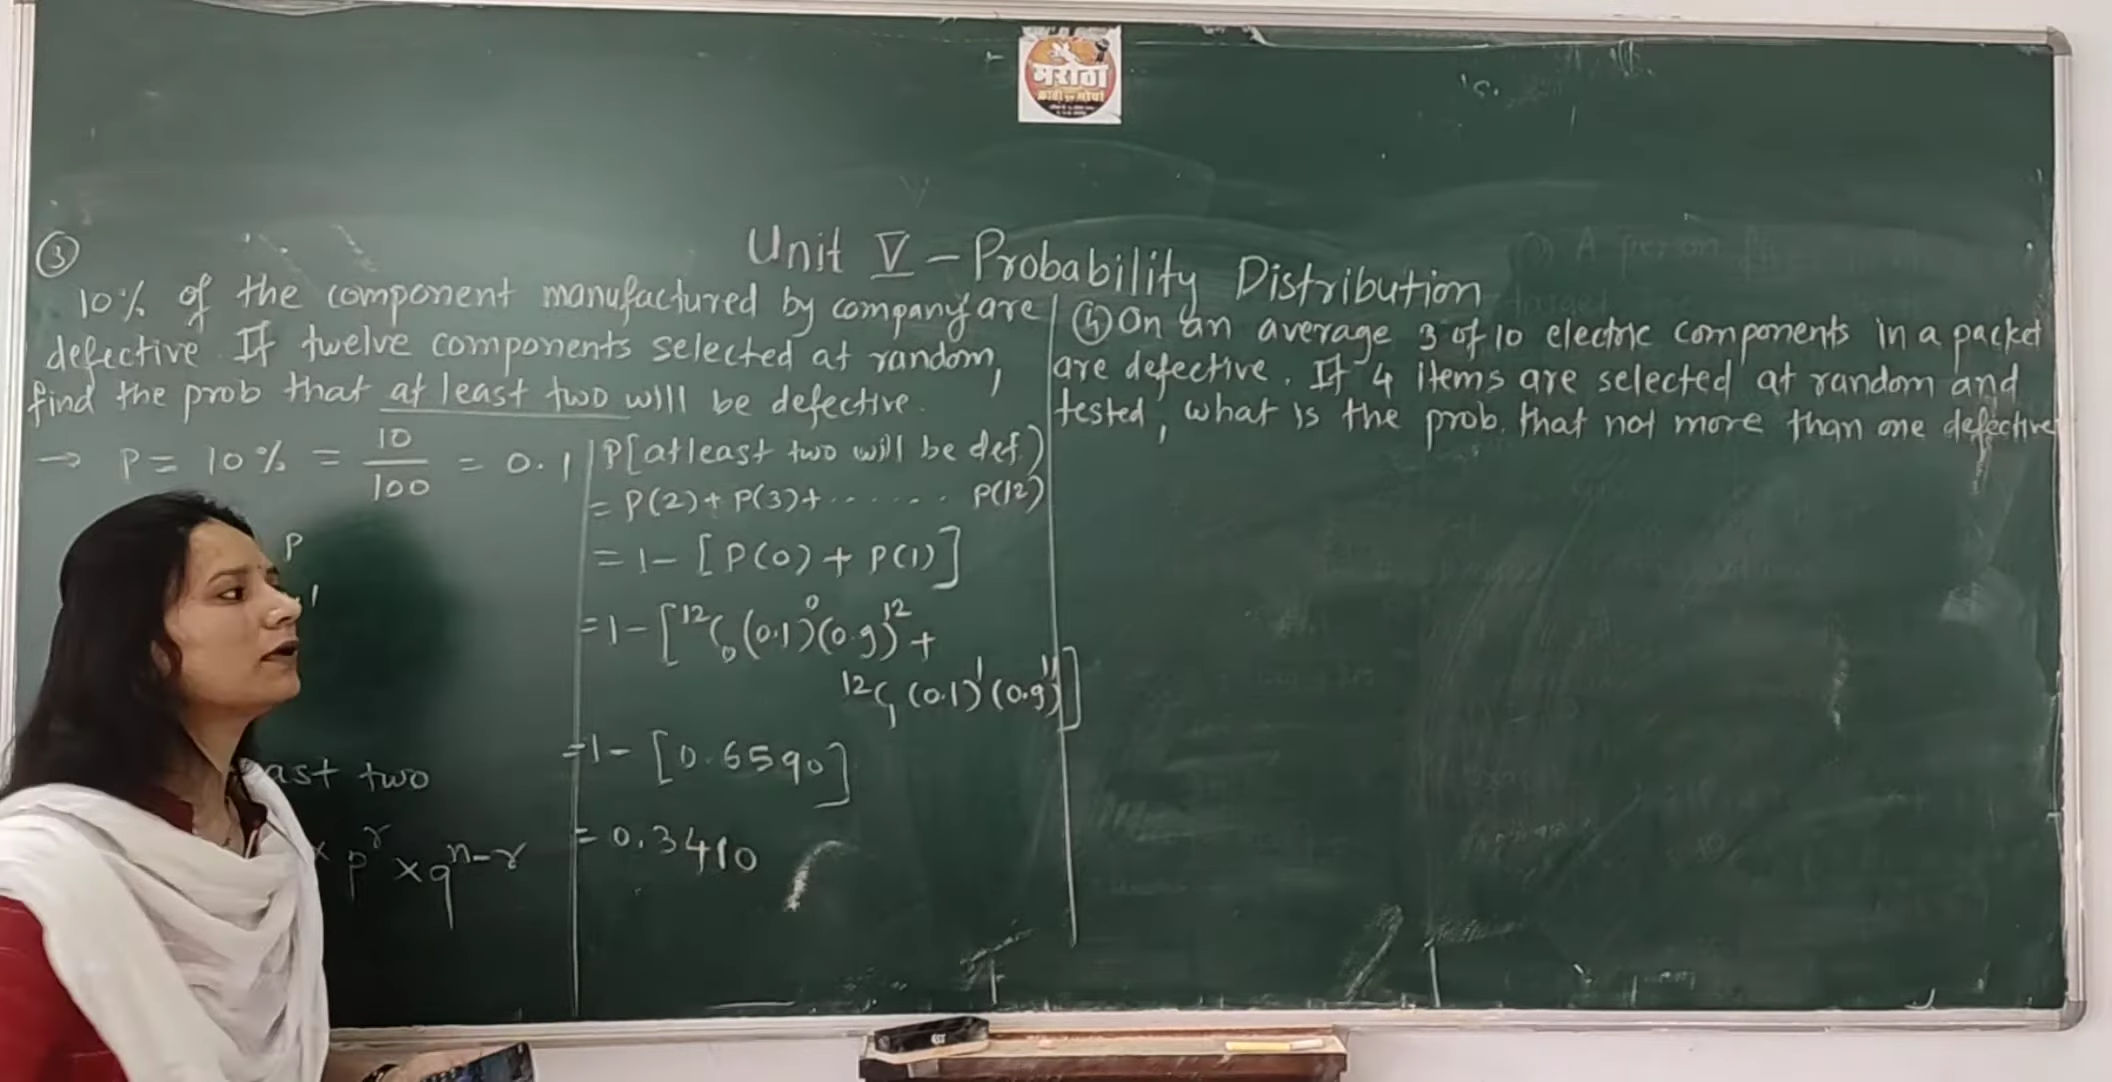 मराठा
Unit V - Probability Distribution
③
10% of the component manufactured by company are
defective If twelve components selected at random,
find the prob that at least two will be defective.
→ P = 10% = 10/100 = 0.1
P
east two
× p^r × q^n-r
P[atleast two will be def.)
= P(2) + P(3) + ....... P(12)
= 1 - [P(0) + P(1)]
= 1 - [¹²C₀ (0.1)⁰ (0.9)¹² +
¹²C₁ (0.1)¹ (0.9)¹¹]
= 1 - [0.6590]
= 0.3410
④ On an average 3 of 10 electric components in a packet
are defective. If 4 items are selected at random and
tested, what is the prob. that not more than one defective